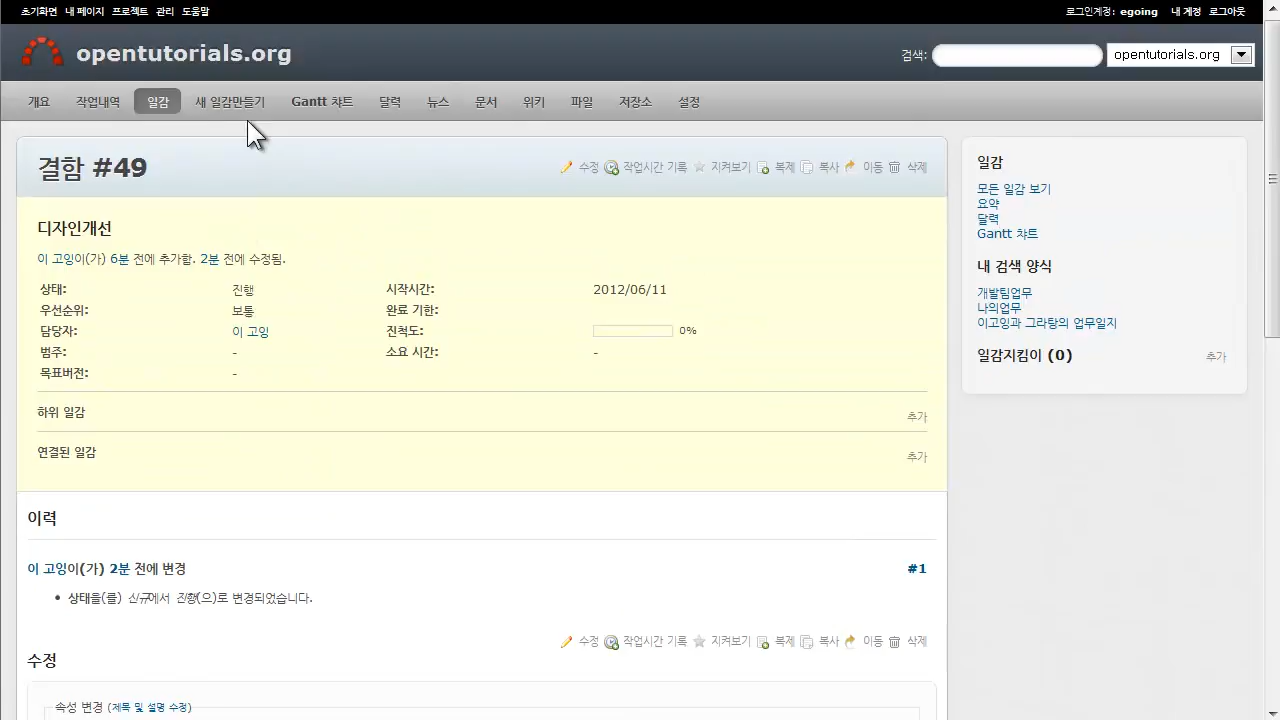 초기화면 내 페이지 프로젝트 관리 도움말 로그인계정: egoing 내 계정 로그아웃
opentutorials.org 검색: opentutorials.org
개요 작업내역 일감 새 일감만들기 Gantt 챠트 달력 뉴스 문서 위키 파일 저장소 설정
결함 #49 수정 작업시간 기록 지켜보기 복제 복사 이동 삭제
디자인개선
이 고잉이(가) 6분 전에 추가함. 2분 전에 수정됨.
상태: 진행 시작시간: 2012/06/11
우선순위: 보통 완료 기한:
담당자: 이 고잉 진척도: 0%
범주: - 소요 시간: -
목표버전: -
하위 일감 추가
연결된 일감 추가
이력
이 고잉이(가) 2분 전에 변경 #1
• 상태을(를) 신규에서 진행(으)로 변경되었습니다.
수정 작업시간 기록 지켜보기 복제 복사 이동 삭제
수정
속성 변경 (제목 및 설명 수정)
일감
모든 일감 보기
요약
달력
Gantt 챠트
내 검색 양식
개발팀업무
나의업무
이고잉과 그라탕의 업무일지
일감지킴이 (0) 추가